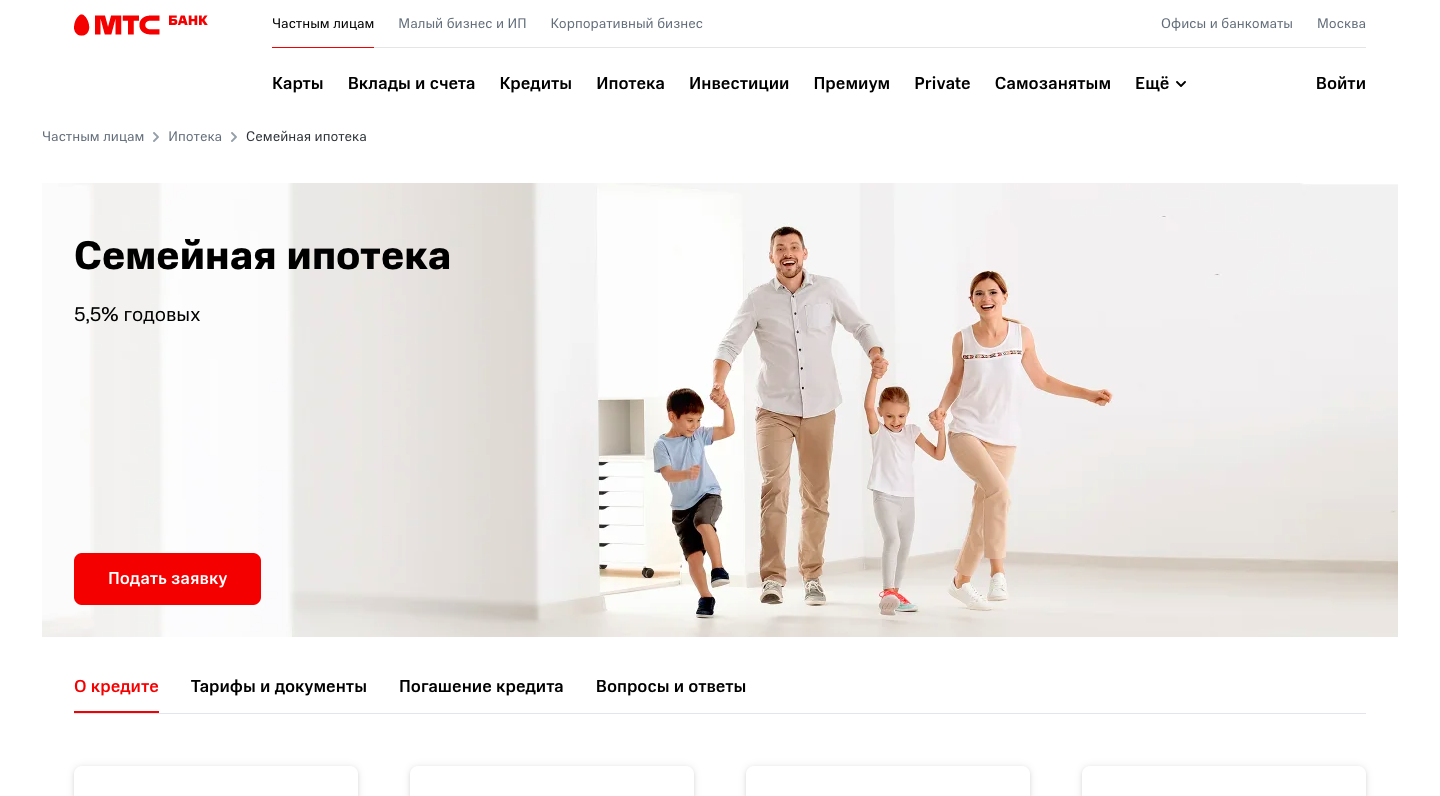 МТС БАНК
Частным лицам Малый бизнес и ИП Корпоративный бизнес Офисы и банкоматы Москва
Карты Вклады и счета Кредиты Ипотека Инвестиции Премиум Private Самозанятым Ещё Войти
Частным лицам Ипотека Семейная ипотека
Семейная ипотека
5,5% годовых
Подать заявку
О кредите Тарифы и документы Погашение кредита Вопросы и ответы